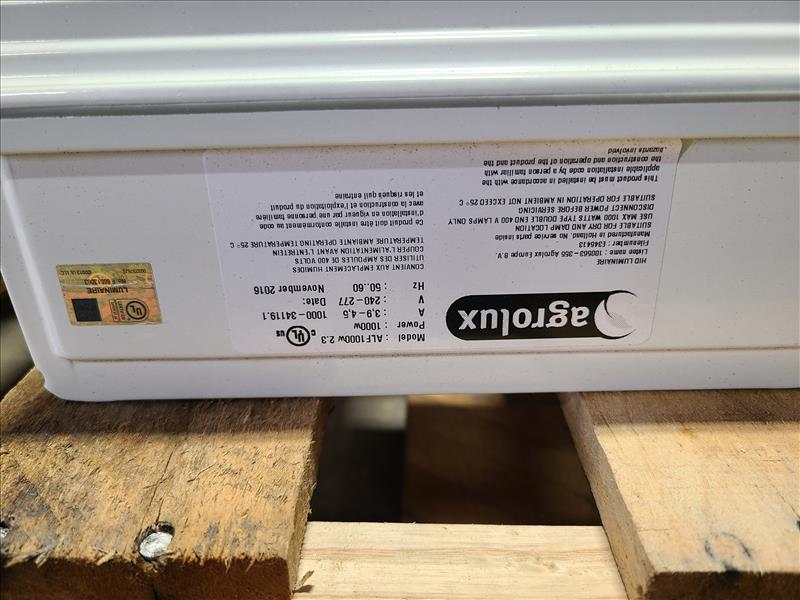 agrolux
Model : ALF1000w 2.3
Power : 1000w
A : 3,9-4,5 1000-34119.1
V : 240-277 Date:
Hz : 50.60 November 2016
C UL US
HID LUMINAIRE
Listee name : 100563-355-agrolux Europe B.V.
Filenumber : E346413
Manufactured in Holland. No service parts inside
SUITABLE FOR DRY AND DAMP LOCATION
USE MAX 1000 WATTS TYPE DOUBLE END 400 V LAMPS ONLY
DISCONNECT POWER BEFORE SERVICING
SUITABLE FOR OPERATION IN AMBIENT NOT EXCEED 25° C
CONVIENT AUX EMPLACEMENT HUMIDES
UTILISER DES AMPOULES DE 400 VOLTS
COUPER L'ALIMENTATION AVANT L'ENTRETIEN
TEMPERATURE AMBIANTE OPERATING TEMPERATURE 25° C
This product must be installed in accordance with the
applicable installation code by a person familiar with
the construction and operation of the product and the
hazards involved.
Ce produit doit être installé conformément au code
d'installation en vigueur par une personne familière
avec la construction et l'exploitation du produit
et les risques qu'il entraine
UL
LUMINAIRE